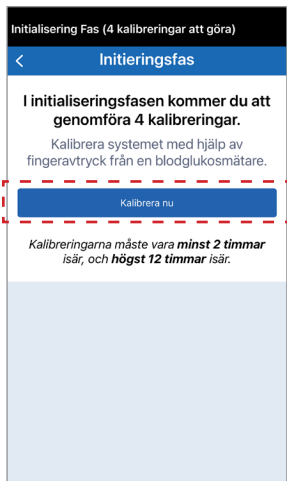 Initialisering Fas (4 kalibreringar att göra)
Initieringsfas
I initialiseringsfasen kommer du att
genomföra 4 kalibreringar.
Kalibrera systemet med hjälp av
fingeravtryck från en blodglukosmätare.
Kalibrera nu
Kalibreringarna måste vara minst 2 timmar
isär, och högst 12 timmar isär.